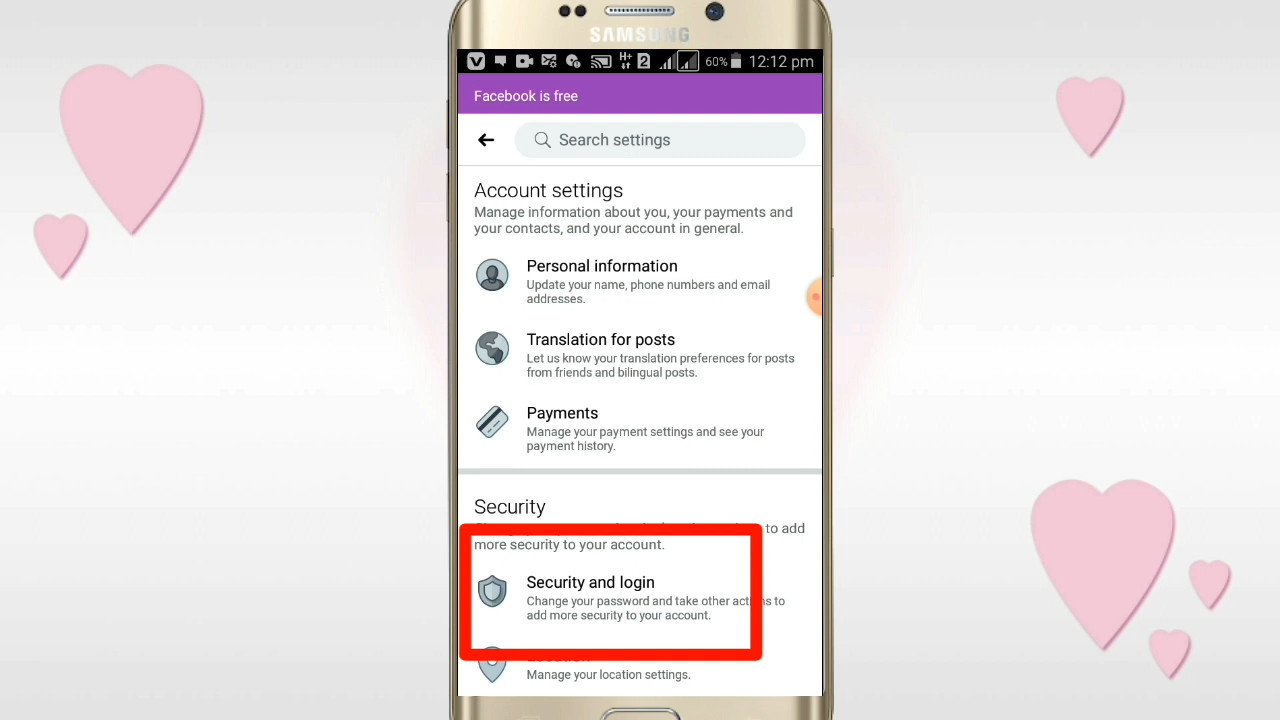 SAMSUNG
H+
2
60%
12:12 pm
Facebook is free
Search settings
Account settings
Manage information about you, your payments and
your contacts, and your account in general.
Personal information
Update your name, phone numbers and email
addresses.
Translation for posts
Let us know your translation preferences for posts
from friends and bilingual posts.
Payments
Manage your payment settings and see your
payment history.
Security
to add
more security to your account.
Security and login
Change your password and take other actions to
add more security to your account.
Location
Manage your location settings.